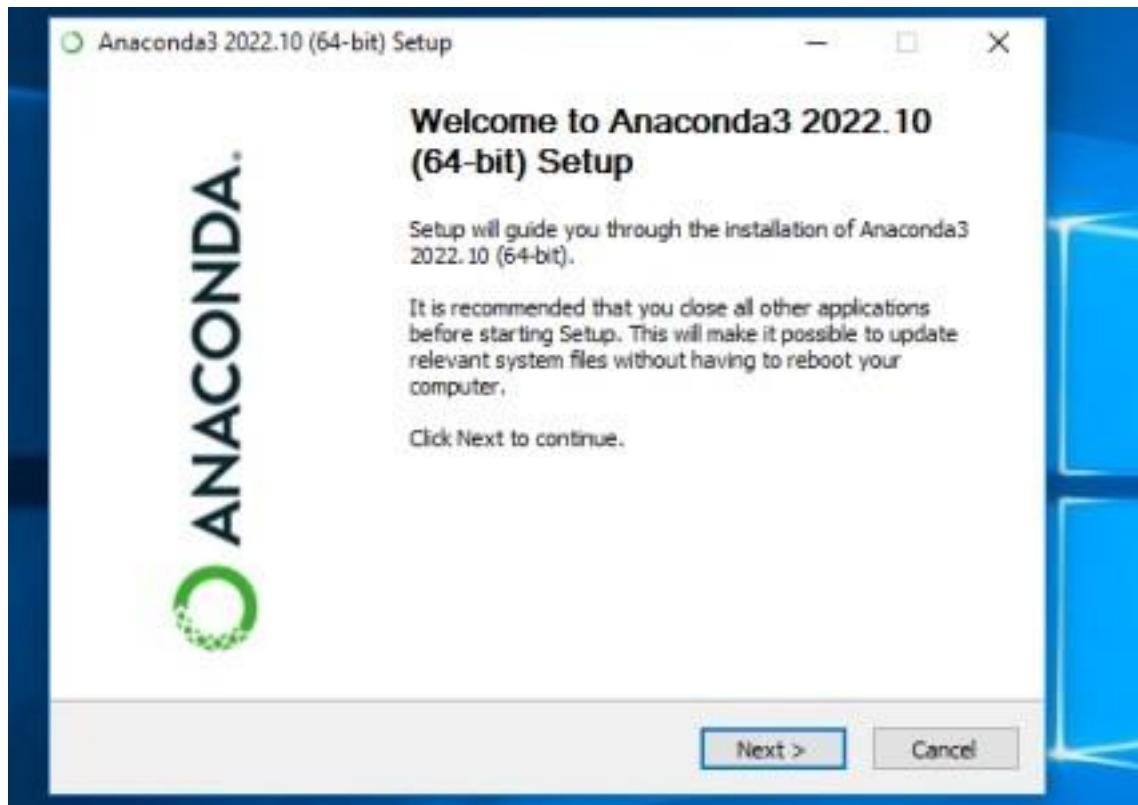 Anaconda3 2022.10 (64-bit) Setup
Welcome to Anaconda3 2022.10
(64-bit) Setup
Setup will guide you through the installation of Anaconda3
2022.10 (64-bit).
It is recommended that you close all other applications
before starting Setup. This will make it possible to update
relevant system files without having to reboot your
computer.
Click Next to continue.
ANACONDA.
Next >
Cancel